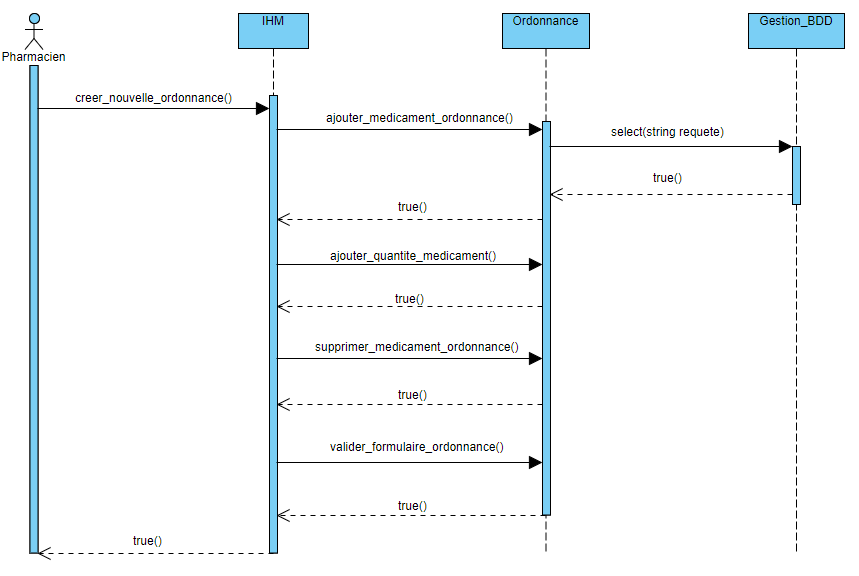 IHM
Ordonnance
Gestion_BDD
Pharmacien
creer_nouvelle_ordonnance()
ajouter_medicament_ordonnance()
select(string requete)
true()
true()
ajouter_quantite_medicament()
true()
supprimer_medicament_ordonnance()
true()
valider_formulaire_ordonnance()
true()
true()